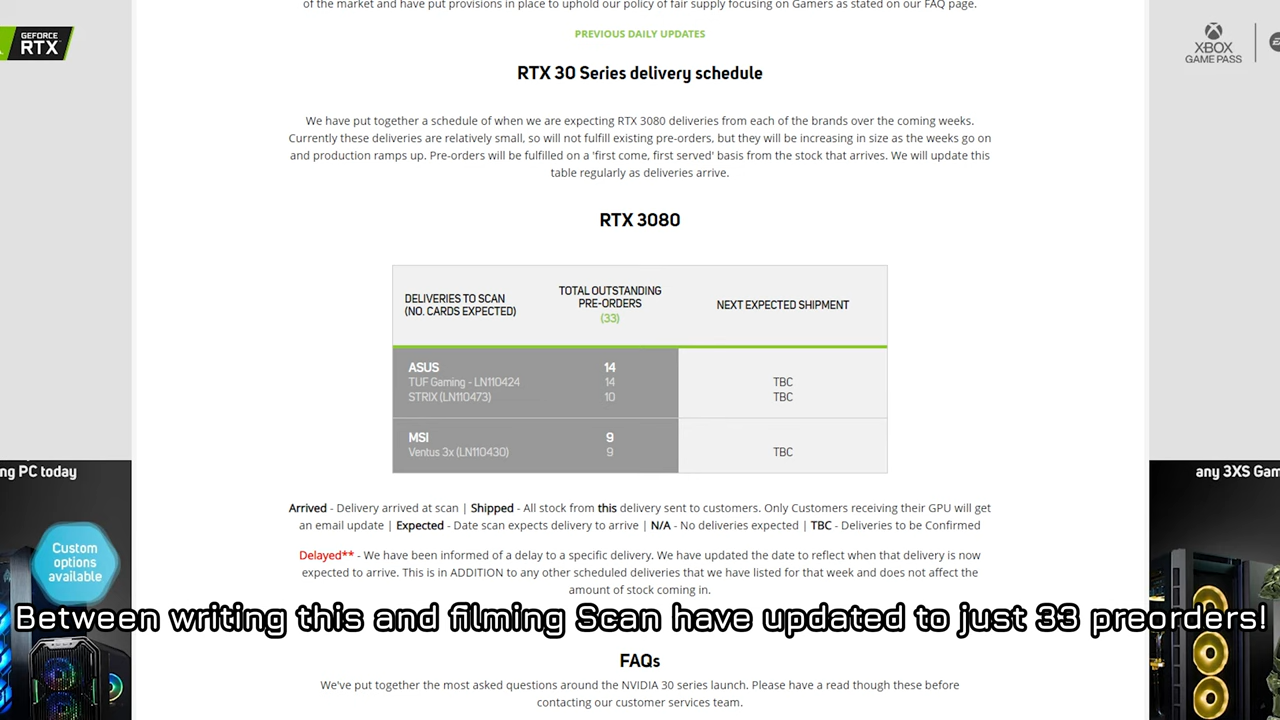 of the market and have put provisions in place to uphold our policy of fair supply focusing on Gamers as stated on our FAQ page.
GEFORCE
RTX
XBOX
GAME PASS
PREVIOUS DAILY UPDATES
RTX 30 Series delivery schedule
We have put together a schedule of when we are expecting RTX 3080 deliveries from each of the brands over the coming weeks.
Currently these deliveries are relatively small, so will not fulfill existing pre-orders, but they will be increasing in size as the weeks go on
and production ramps up. Pre-orders will be fulfilled on a 'first come, first served' basis from the stock that arrives. We will update this
table regularly as deliveries arrive.
RTX 3080
DELIVERIES TO SCAN
(NO. CARDS EXPECTED)
TOTAL OUTSTANDING
PRE-ORDERS
(33)
NEXT EXPECTED SHIPMENT
ASUS 14
TUF Gaming - LN110424 14 TBC
STRIX (LN110473) 10 TBC
MSI 9
Ventus 3x (LN110430) 9 TBC
ng PC today
any 3XS Gam
Custom
options
available
Arrived - Delivery arrived at scan | Shipped - All stock from this delivery sent to customers. Only Customers receiving their GPU will get
an email update | Expected - Date scan expects delivery to arrive | N/A - No deliveries expected | TBC - Deliveries to be Confirmed
Delayed** - We have been informed of a delay to a specific delivery. We have updated the date to reflect when that delivery is now
expected to arrive. This is in ADDITION to any other scheduled deliveries that we have listed for that week and does not affect the
amount of stock coming in.
Between writing this and filming Scan have updated to just 33 preorders!
FAQs
We've put together the most asked questions around the NVIDIA 30 series launch. Please have a read though these before
contacting our customer services team.